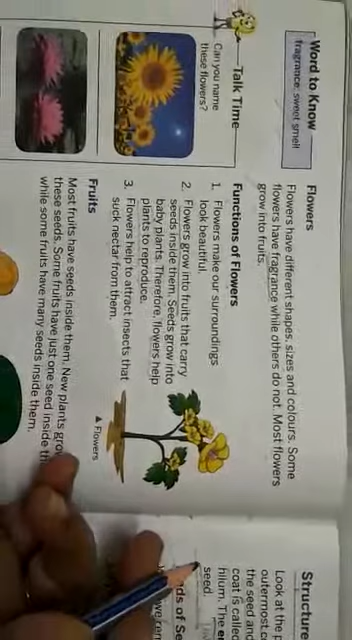 Word to Know
fragrance: sweet smell
Talk Time
Can you name
these flowers?
Flowers
Flowers have different shapes, sizes and colours. Some
flowers have fragrance while others do not. Most flowers
grow into fruits.
Functions of Flowers
1. Flowers make our surroundings
look beautiful.
2. Flowers grow into fruits that carry
seeds inside them. Seeds grow into
baby plants. Therefore, flowers help
plants to reproduce.
3. Flowers help to attract insects that
suck nectar from them.
▲ Flowers
Fruits
Most fruits have seeds inside them. New plants grow
these seeds. Some fruits have just one seed inside
while some fruits have many seeds inside them.
Structure
Look at the
outermost
the seed and
coat is called
hilum. The
seed.